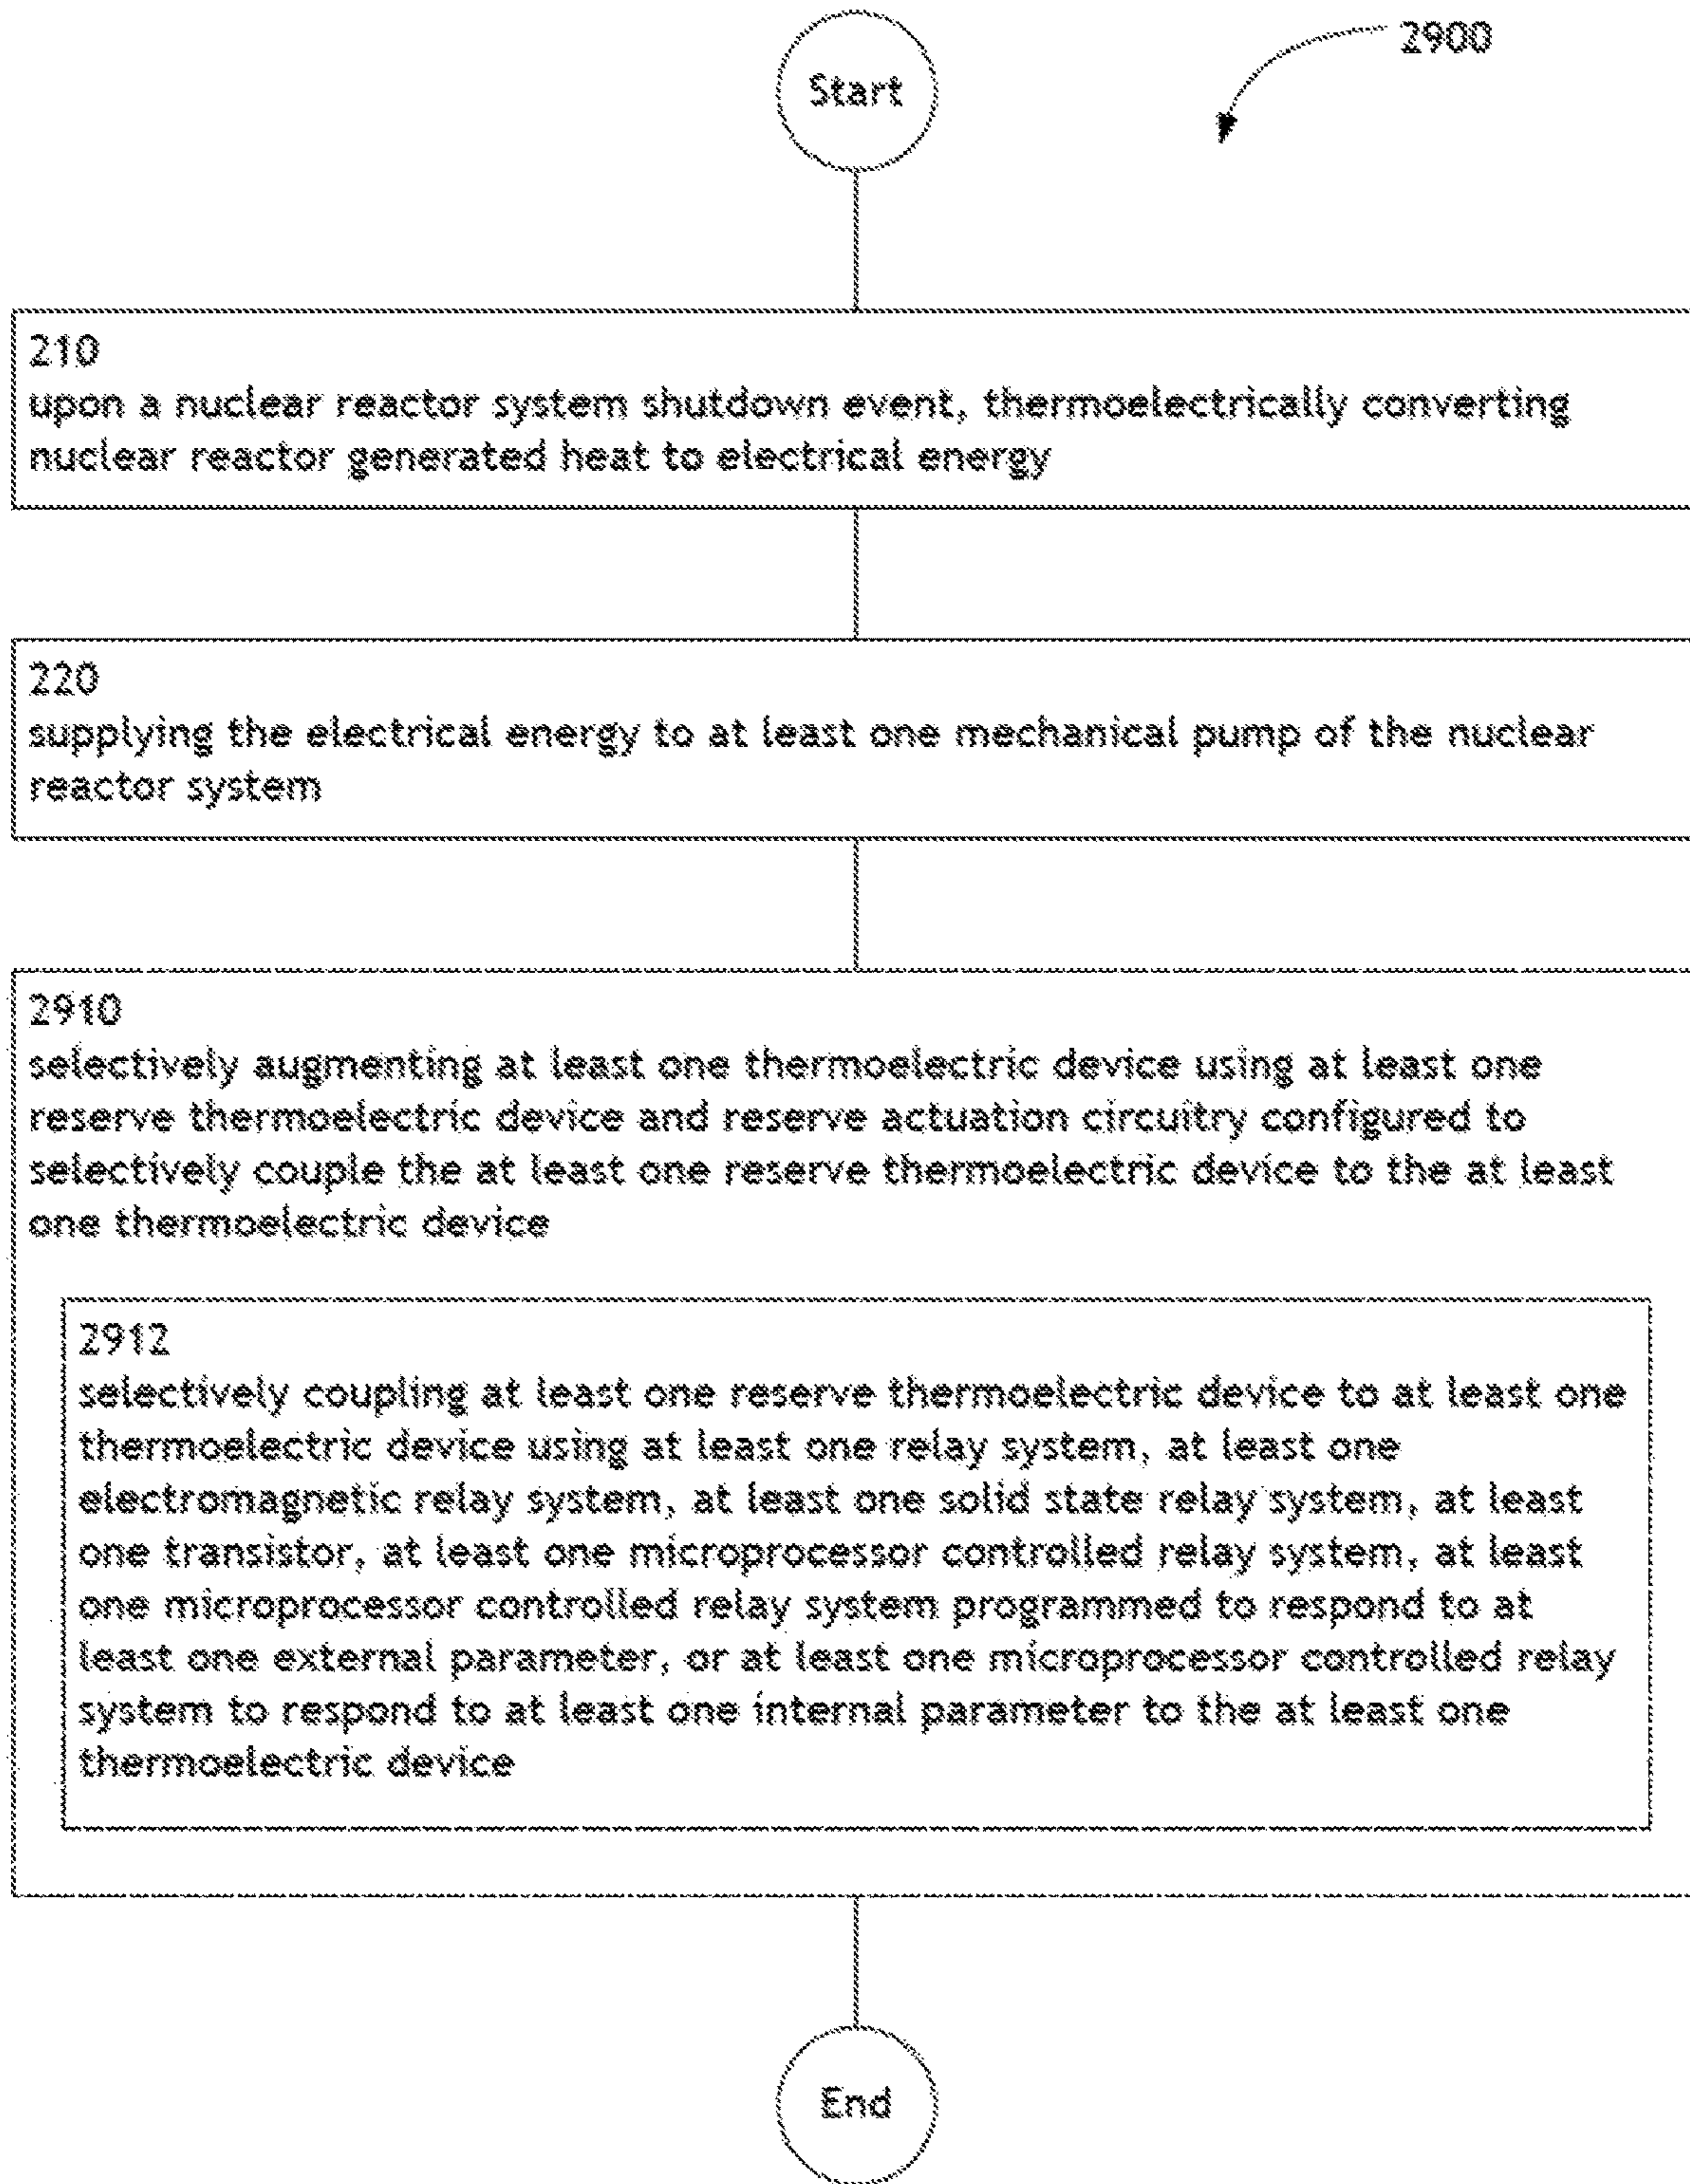 Start
2900
210
upon a nuclear reactor system shutdown event, thermoelectrically converting
nuclear reactor generated heat to electrical energy
220
supplying the electrical energy to at least one mechanical pump of the nuclear
reactor system
2910
selectively augmenting at least one thermoelectric device using at least one
reserve thermoelectric device and reserve actuation circuitry configured to
selectively couple the at least one reserve thermoelectric device to the at least
one thermoelectric device
2912
selectively coupling at least one reserve thermoelectric device to at least one
thermoelectric device using at least one relay system, at least one
electromagnetic relay system, at least one solid state relay system, at least
one transistor, at least one microprocessor controlled relay system, at least
one microprocessor controlled relay system programmed to respond to at
least one external parameter, or at least one microprocessor controlled relay
system to respond to at least one internal parameter to the at least one
thermoelectric device
End